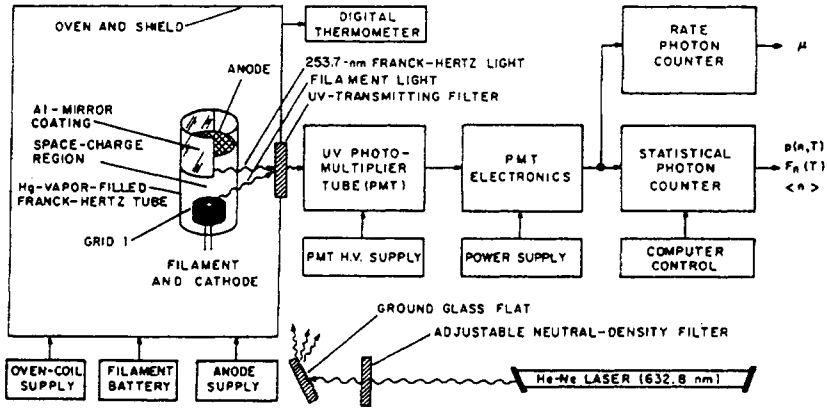 OVEN AND SHIELD
DIGITAL
THERMOMETER
RATE
PHOTON
COUNTER
μ
253.7-nm FRANCK-HERTZ LIGHT
FILAMENT LIGHT
UV-TRANSMITTING FILTER
ANODE
Al-MIRROR
COATING
SPACE-CHARGE
REGION
Hg-VAPOR-FILLED
FRANCK-HERTZ TUBE
GRID 1
FILAMENT
AND CATHODE
UV PHOTO-
MULTIPLIER
TUBE (PMT)
PMT
ELECTRONICS
STATISTICAL
PHOTON
COUNTER
p(n,T)
Fn(T)
<n>
PMT H.V. SUPPLY
POWER SUPPLY
COMPUTER
CONTROL
GROUND GLASS FLAT
ADJUSTABLE NEUTRAL-DENSITY FILTER
He-Ne LASER (632.8 nm)
OVEN-COIL
SUPPLY
FILAMENT
BATTERY
ANODE
SUPPLY